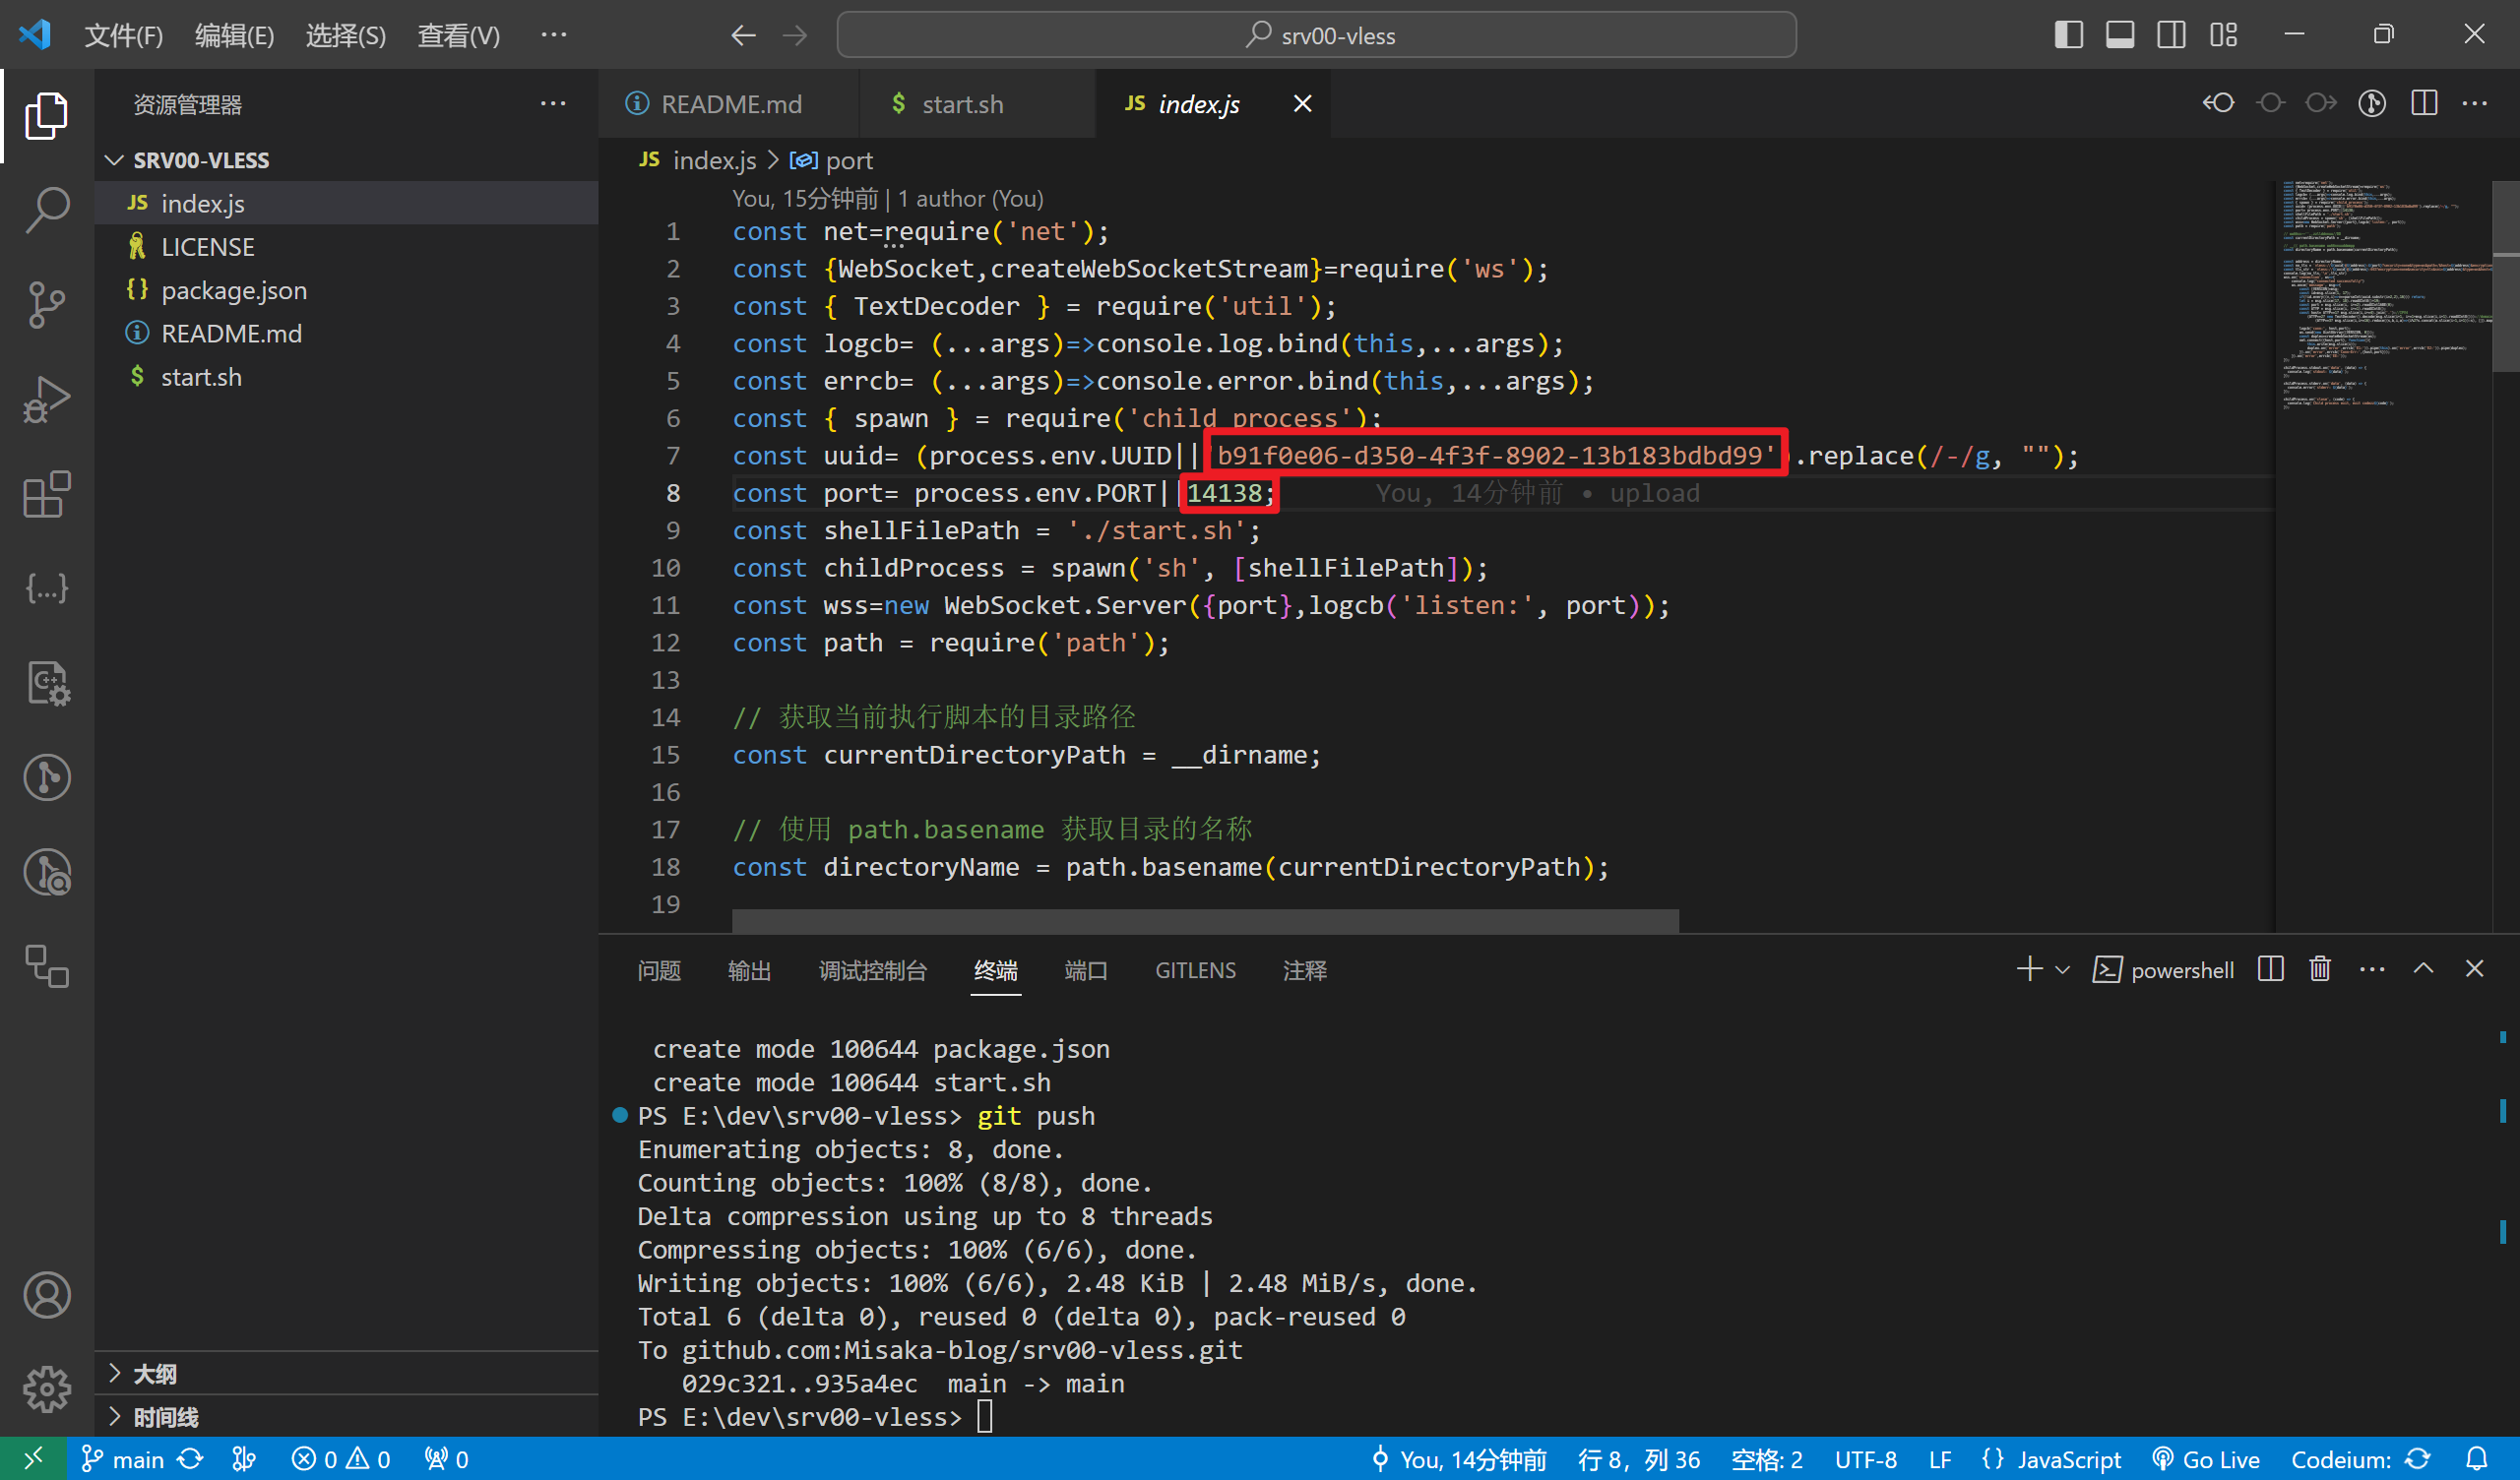 文件(F) 编辑(E) 选择(S) 查看(V) ··· srv00-vless
资源管理器
SRV00-VLESS
JS index.js
LICENSE
{} package.json
README.md
$ start.sh
大纲
时间线
README.md $ start.sh JS index.js
JS index.js > port
You, 15分钟前 | 1 author (You)
1 const net=require('net');
2 const {WebSocket,createWebSocketStream}=require('ws');
3 const { TextDecoder } = require('util');
4 const logcb= (...args)=>console.log.bind(this,...args);
5 const errcb= (...args)=>console.error.bind(this,...args);
6 const { spawn } = require('child_process');
7 const uuid= (process.env.UUID||'b91f0e06-d350-4f3f-8902-13b183bdbd99').replace(/-/g, "");
8 const port= process.env.PORT||14138; You, 14分钟前 • upload
9 const shellFilePath = './start.sh';
10 const childProcess = spawn('sh', [shellFilePath]);
11 const wss=new WebSocket.Server({port},logcb('listen:', port));
12 const path = require('path');
13
14 // 获取当前执行脚本的目录路径
15 const currentDirectoryPath = __dirname;
16
17 // 使用 path.basename 获取目录的名称
18 const directoryName = path.basename(currentDirectoryPath);
19
问题 输出 调试控制台 终端 端口 GITLENS 注释 powershell
create mode 100644 package.json
create mode 100644 start.sh
PS E:\dev\srv00-vless> git push
Enumerating objects: 8, done.
Counting objects: 100% (8/8), done.
Delta compression using up to 8 threads
Compressing objects: 100% (6/6), done.
Writing objects: 100% (6/6), 2.48 KiB | 2.48 MiB/s, done.
Total 6 (delta 0), reused 0 (delta 0), pack-reused 0
To github.com:Misaka-blog/srv00-vless.git
029c321..935a4ec main -> main
PS E:\dev\srv00-vless>
main 0 0 0 You, 14分钟前 行 8，列 36 空格: 2 UTF-8 LF {} JavaScript Go Live Codeium: